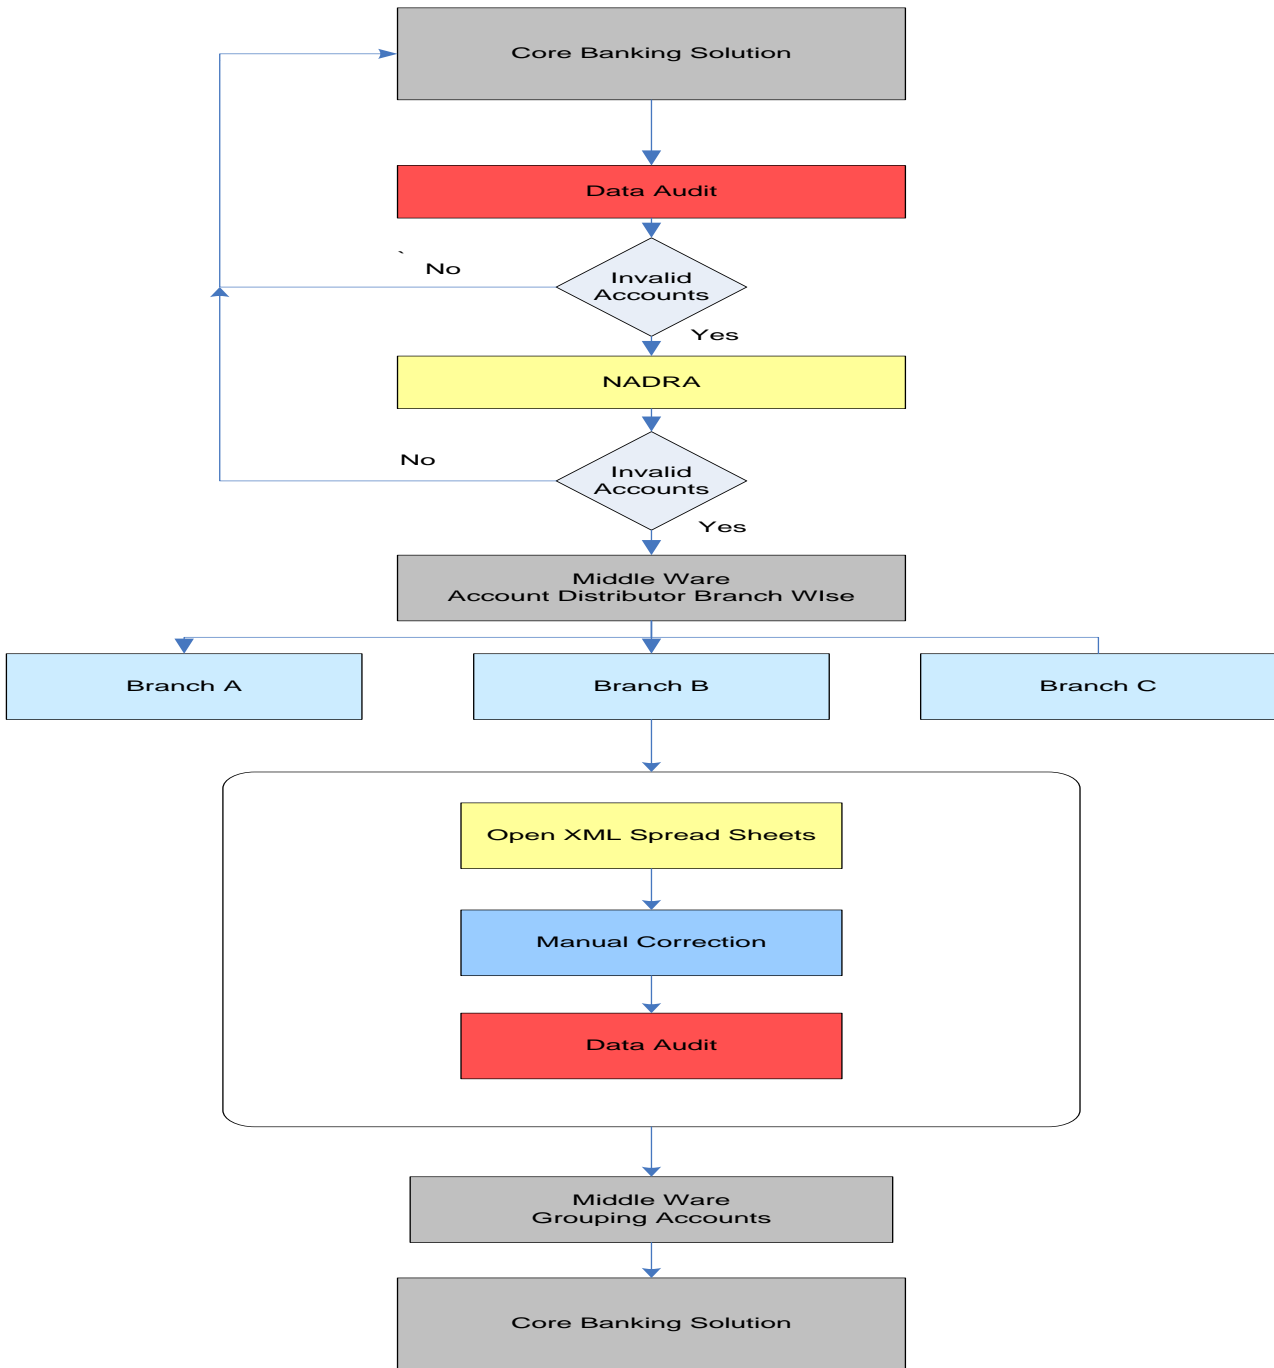 Core Banking Solution
Data Audit
`
No
Invalid
Accounts
Yes
NADRA
No
Invalid
Accounts
Yes
Middle Ware
Account Distributor Branch WIse
Branch A
Branch B
Branch C
Open XML Spread Sheets
Manual Correction
Data Audit
Middle Ware
Grouping Accounts
Core Banking Solution